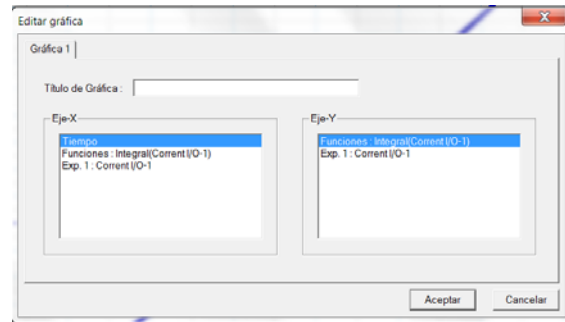 Editar gráfica
Gráfica 1
Título de Gráfica :
Eje-X
Tiempo
Funciones : Integral(Corrent I/O-1)
Exp. 1 : Corrent I/O-1
Eje-Y
Funciones : Integral(Corrent I/O-1)
Exp. 1 : Corrent I/O-1
Aceptar
Cancelar